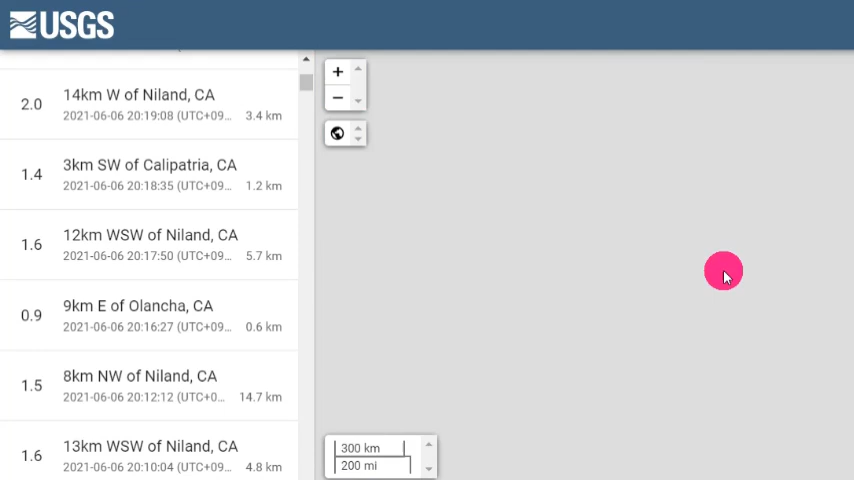 USGS
2.0
14km W of Niland, CA
2021-06-06 20:19:08 (UTC+09... 3.4 km
1.4
3km SW of Calipatria, CA
2021-06-06 20:18:35 (UTC+09... 1.2 km
1.6
12km WSW of Niland, CA
2021-06-06 20:17:50 (UTC+09... 5.7 km
0.9
9km E of Olancha, CA
2021-06-06 20:16:27 (UTC+09... 0.6 km
1.5
8km NW of Niland, CA
2021-06-06 20:12:12 (UTC+0... 14.7 km
1.6
13km WSW of Niland, CA
2021-06-06 20:10:04 (UTC+09... 4.8 km
+
−
300 km
200 mi